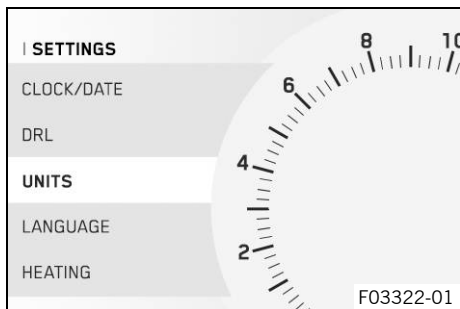 | SETTINGS
CLOCK/DATE
DRL
UNITS
LANGUAGE
HEATING
2
4
6
8
10
F03322-01